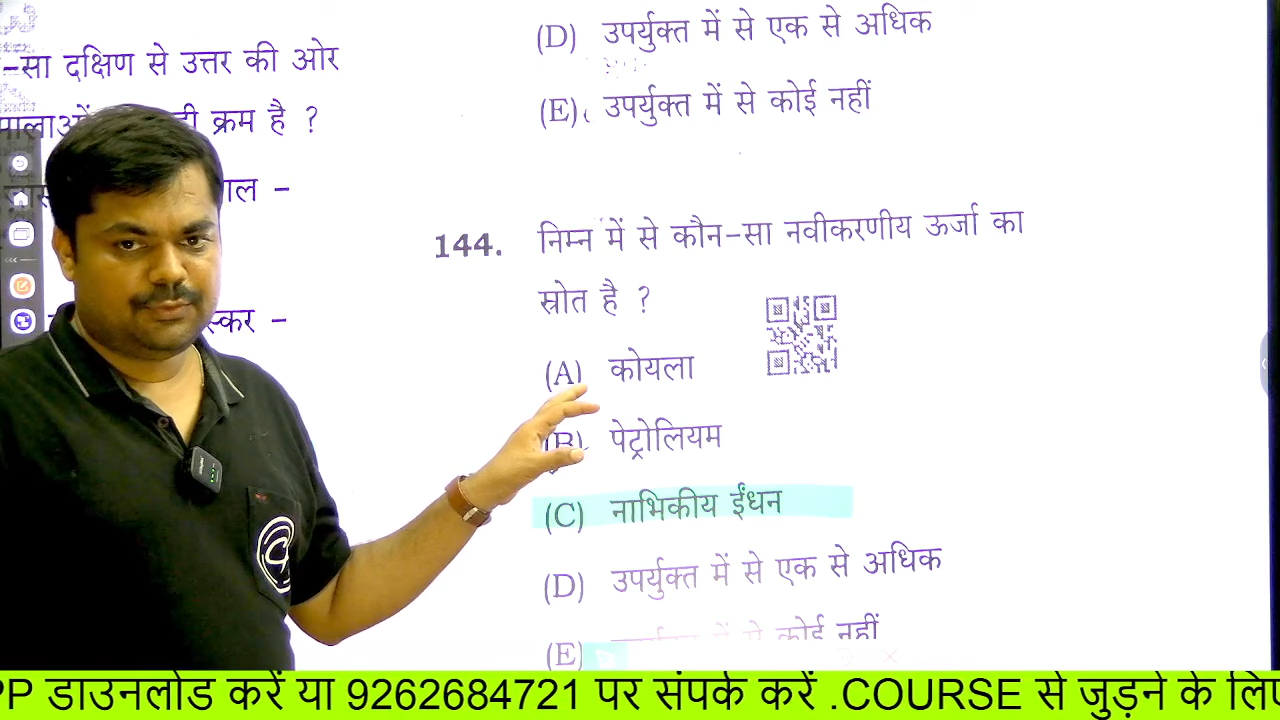 -सा दक्षिण से उत्तर की ओर
क्रम है ?
(D) उपर्युक्त में से एक से अधिक
(E) उपर्युक्त में से कोई नहीं
144. निम्न में से कौन-सा नवीकरणीय ऊर्जा का
स्रोत है ?
(A) कोयला
(B) पेट्रोलियम
(C) नाभिकीय ईंधन
(D) उपर्युक्त में से एक से अधिक
(E) में से कोई नहीं
डाउनलोड करें या 9262684721 पर संपर्क करें .COURSE से जुड़ने के लिए